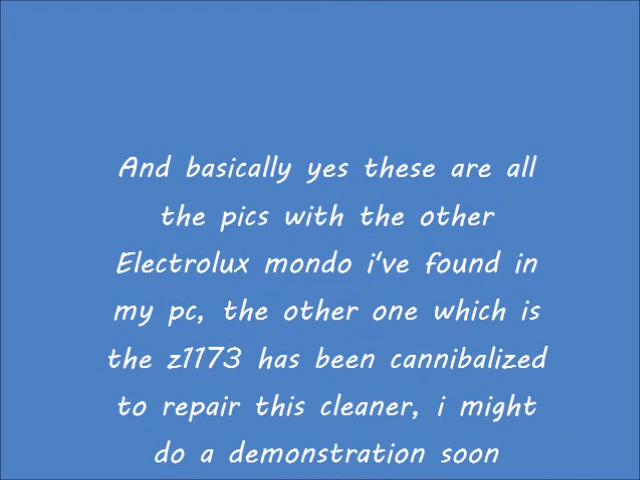 And basically yes these are all
the pics with the other
Electrolux mondo i've found in
my pc, the other one which is
the z1173 has been cannibalized
to repair this cleaner, i might
do a demonstration soon